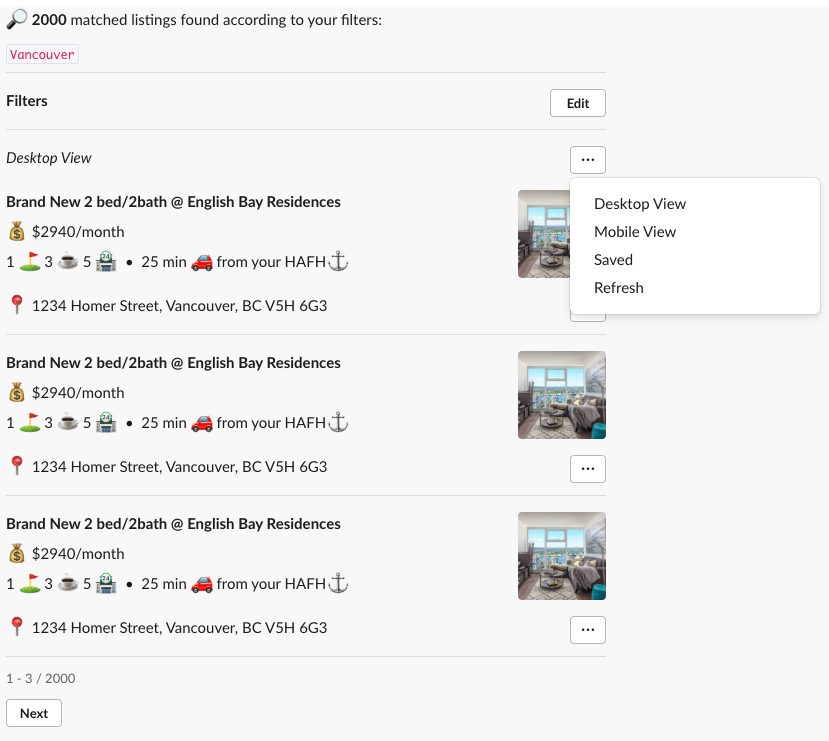 2000 matched listings found according to your filters:
Vancouver
Filters
Edit
Desktop View
...
Desktop View
Mobile View
Saved
Refresh
Brand New 2 bed/2bath @ English Bay Residences
$2940/month
1 3 5 • 25 min from your HAFH
1234 Homer Street, Vancouver, BC V5H 6G3
Brand New 2 bed/2bath @ English Bay Residences
$2940/month
1 3 5 • 25 min from your HAFH
1234 Homer Street, Vancouver, BC V5H 6G3
...
Brand New 2 bed/2bath @ English Bay Residences
$2940/month
1 3 5 • 25 min from your HAFH
1234 Homer Street, Vancouver, BC V5H 6G3
...
1 - 3 / 2000
Next